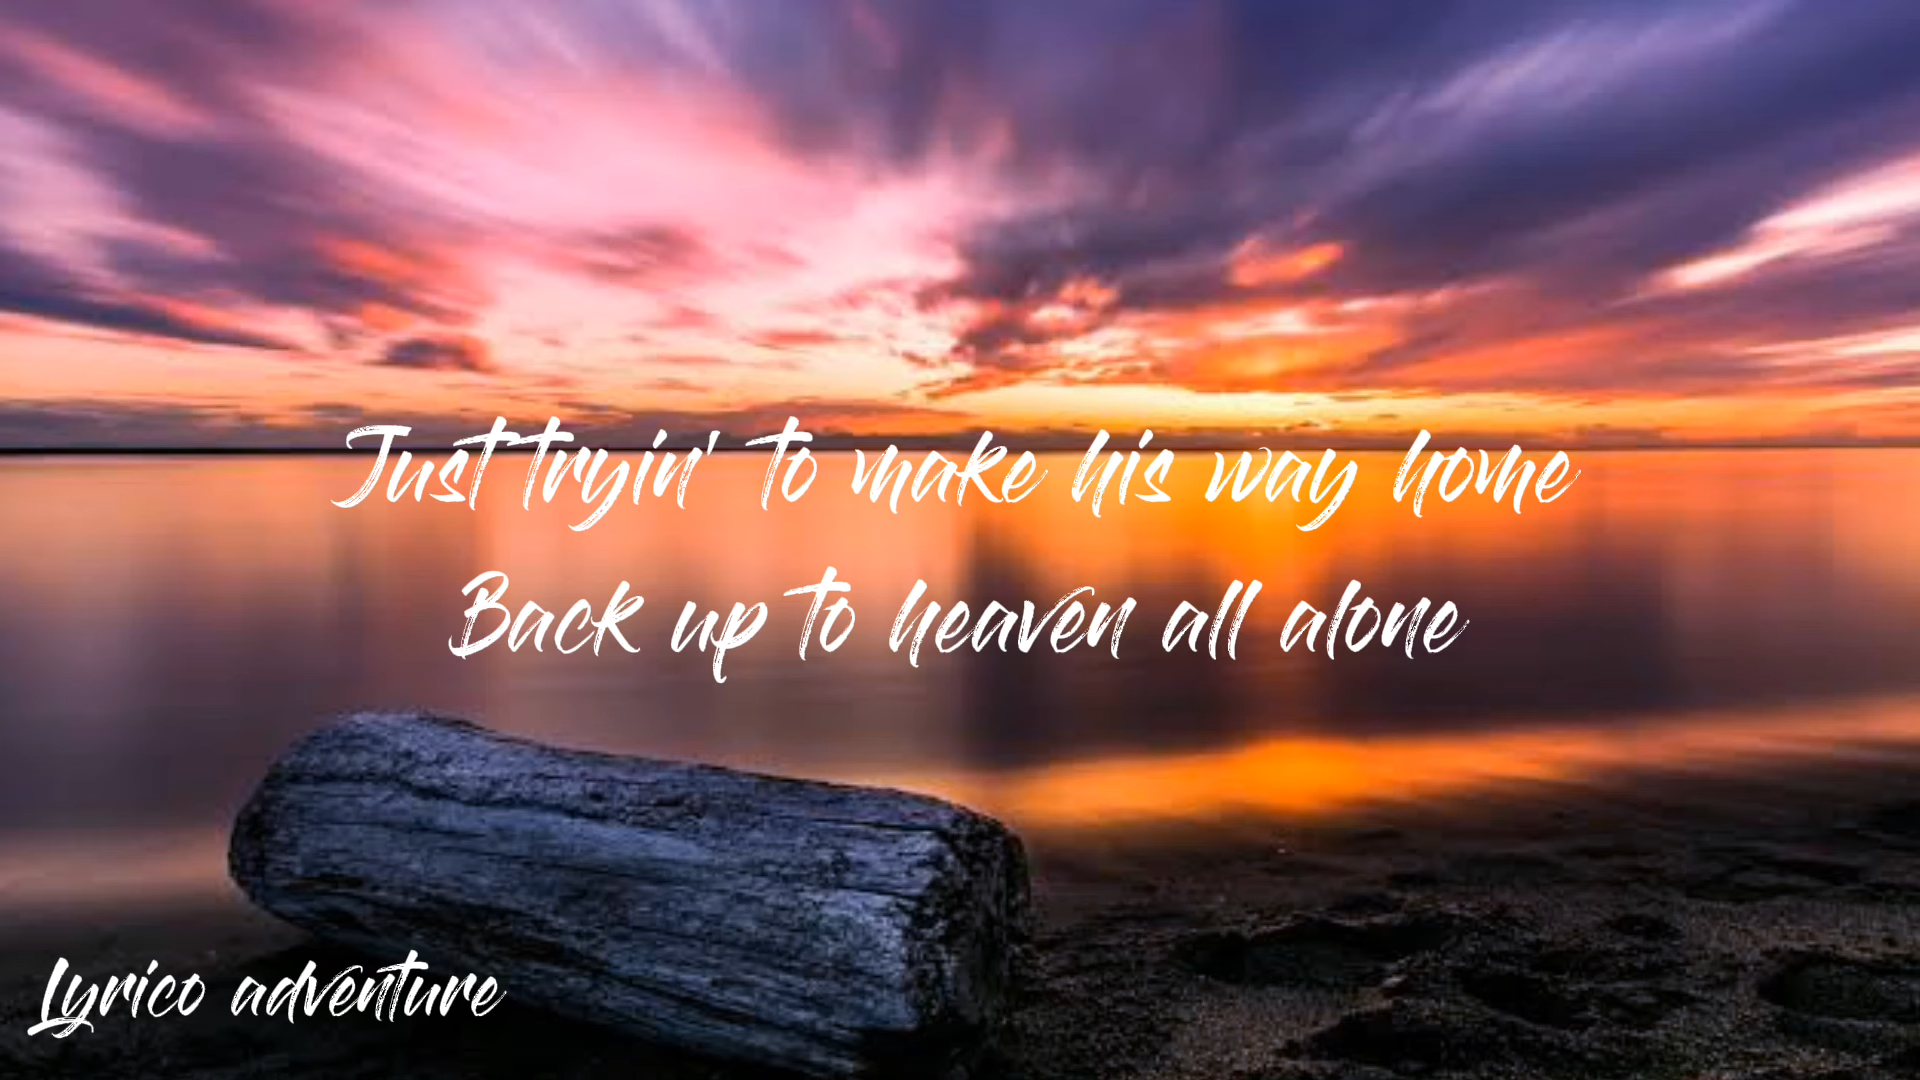 Just tryin' to make his way home
Back up to heaven all alone
Lyrico adventure